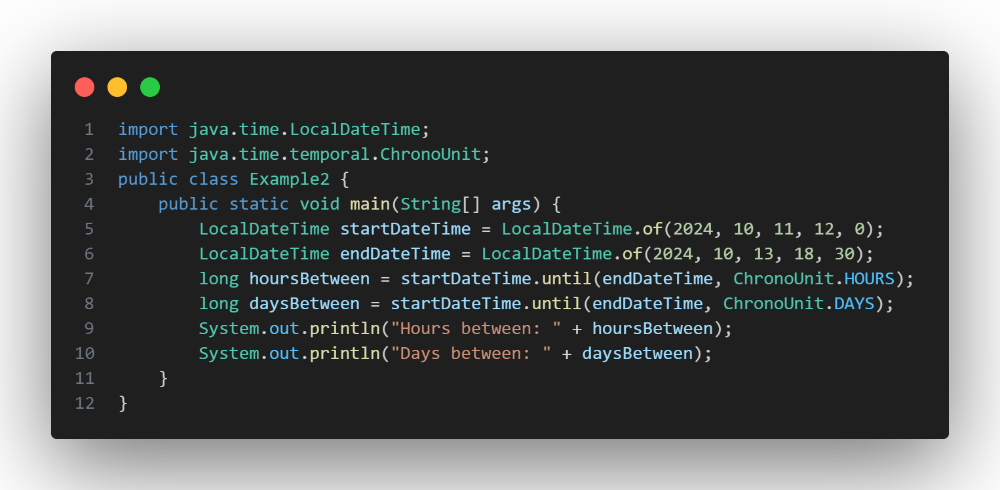 1 import java.time.LocalDateTime;
2 import java.time.temporal.ChronoUnit;
3 public class Example2 {
4     public static void main(String[] args) {
5         LocalDateTime startDateTime = LocalDateTime.of(2024, 10, 11, 12, 0);
6         LocalDateTime endDateTime = LocalDateTime.of(2024, 10, 13, 18, 30);
7         long hoursBetween = startDateTime.until(endDateTime, ChronoUnit.HOURS);
8         long daysBetween = startDateTime.until(endDateTime, ChronoUnit.DAYS);
9         System.out.println("Hours between: " + hoursBetween);
10         System.out.println("Days between: " + daysBetween);
11     }
12 }